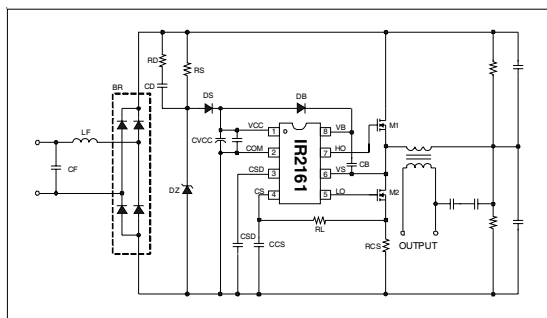 RD
RS
BR
CD
DS
DB
LF
CVCC
VCC
1
8
VB
M1
COM
2
IR2161
7
HO
CF
CSD
3
6
VS
CB
DZ
CS
4
5
LO
M2
RL
CSD
CCS
RCS
OUTPUT